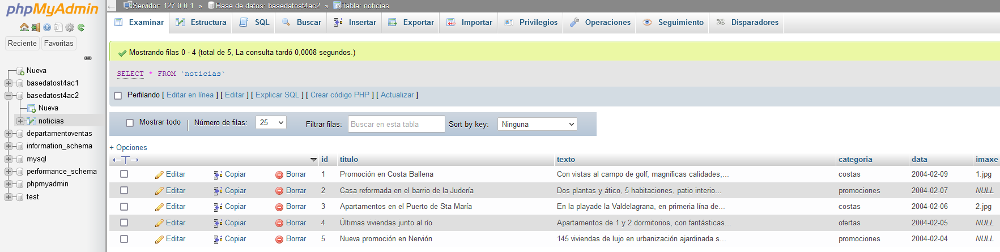 phpMyAdmin
Reciente Favoritas
Nueva
basedatost4ac1
basedatost4ac2
Nueva
noticias
departamentoventas
information_schema
mysql
performance_schema
phpmyadmin
test
Servidor: 127.0.0.1 » Base de datos: basedatost4ac2 » Tabla: noticias
Examinar Estructura SQL Buscar Insertar Exportar Importar Privilegios Operaciones Seguimiento Disparadores
Mostrando filas 0 - 4 (total de 5, La consulta tardó 0,0008 segundos.)
SELECT * FROM `noticias`
Perfilando [ Editar en línea ] [ Editar ] [ Explicar SQL ] [ Crear código PHP ] [ Actualizar ]
Mostrar todo Número de filas: 25 Filtrar filas: Buscar en esta tabla Sort by key: Ninguna
+ Opciones
id titulo texto categoria data imaxe
Editar Copiar Borrar 1 Promoción en Costa Ballena Con vistas al campo de golf, magníficas calidades,... costas 2004-02-09 1.jpg
Editar Copiar Borrar 2 Casa reformada en el barrio de la Judería Dos plantas y ático, 5 habitaciones, patio interio... promociones 2004-02-07 NULL
Editar Copiar Borrar 3 Apartamentos en el Puerto de Sta María En la playade la Valdelagrana, en primeria lína de... costas 2004-02-06 2.jpg
Editar Copiar Borrar 4 Últimas viviendas junto al río Apartamentos de 1 y 2 dormitorios, con fantásticas... ofertas 2004-02-05 NULL
Editar Copiar Borrar 5 Nueva promoción en Nervión 145 viviendas de lujo en urbanización ajardinada s... promociones 2004-02-04 NULL